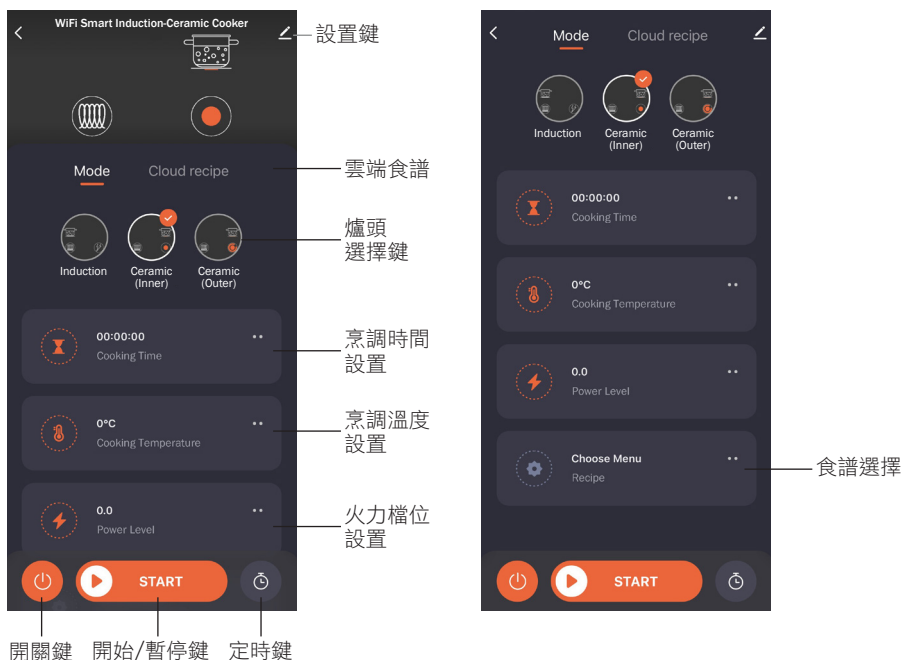 WiFi Smart Induction-Ceramic Cooker
設置鍵
Mode
Cloud recipe
雲端食譜
Induction
Ceramic
(Inner)
Ceramic
(Outer)
爐頭
選擇鍵
00:00:00
Cooking Time
烹調時間
設置
0°C
Cooking Temperature
烹調溫度
設置
0.0
Power Level
火力檔位
設置
START
開關鍵
開始/暫停鍵
定時鍵
Mode
Cloud recipe
Induction
Ceramic
(Inner)
Ceramic
(Outer)
00:00:00
Cooking Time
0°C
Cooking Temperature
0.0
Power Level
Choose Menu
Recipe
食譜選擇
START